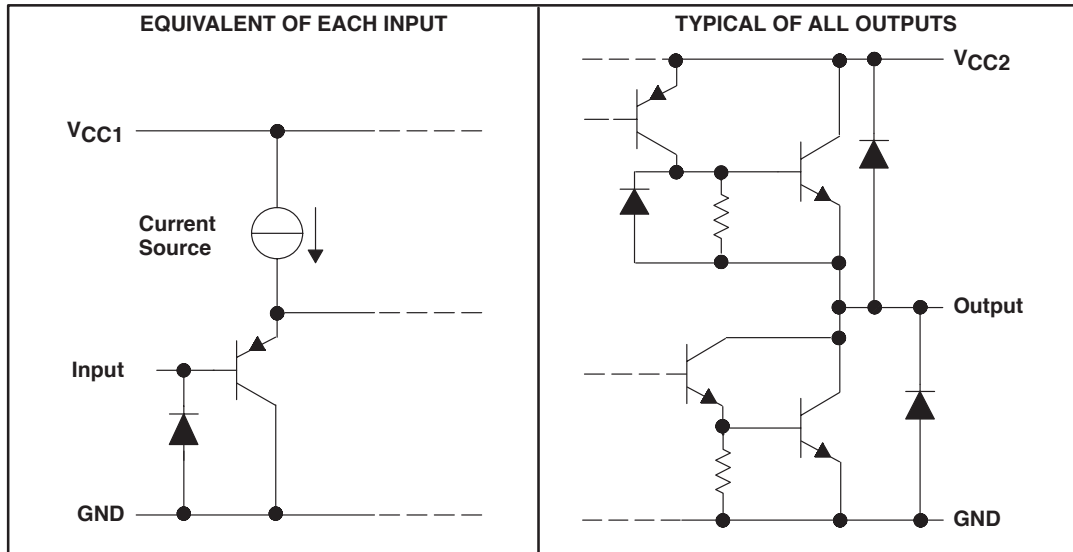 EQUIVALENT OF EACH INPUT
VCC1
Current
Source
Input
GND
TYPICAL OF ALL OUTPUTS
VCC2
Output
GND